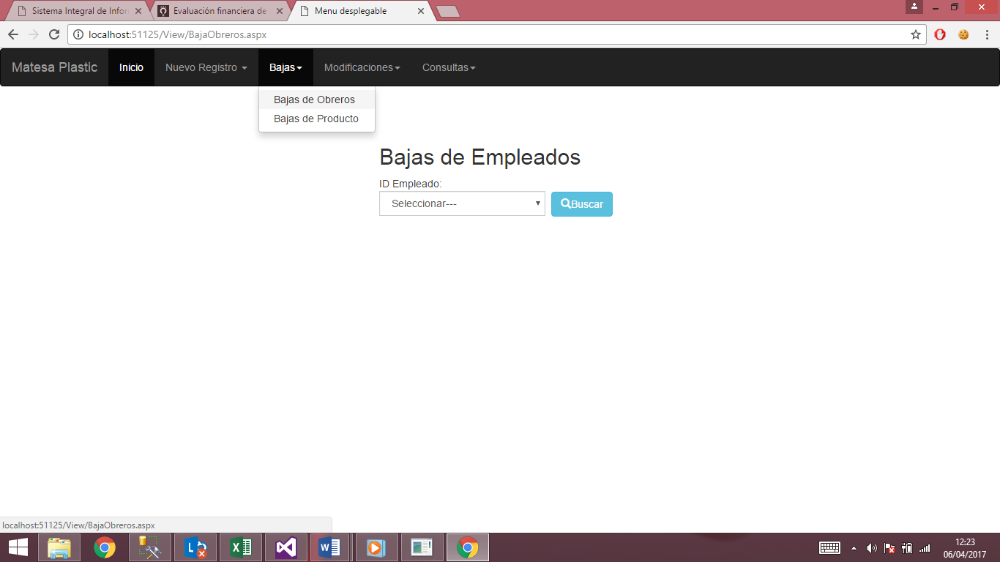 Sistema Integral de Infor
Evaluación financiera de
Menu desplegable
localhost:51125/View/BajaObreros.aspx
Matesa Plastic Inicio Nuevo Registro Bajas Modificaciones Consultas
Bajas de Obreros
Bajas de Producto
Bajas de Empleados
ID Empleado:
Seleccionar---
Buscar
localhost:51125/View/BajaObreros.aspx
12:23
06/04/2017